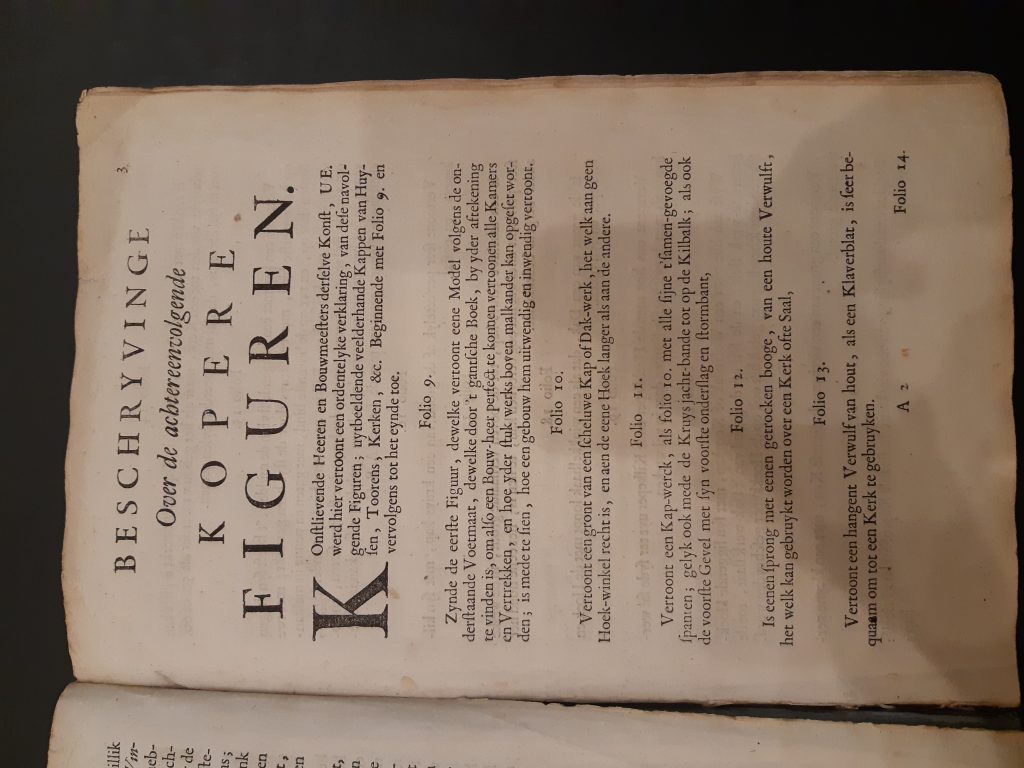 3
BESCHRYVINGE
Over de achtereenvolgende
KOPERE
FIGUREN.
KOnſtlievende Heeren en Bouwmeeſters derſelve Konſt, UE.
werd hier vertoont een ordentelyke verklaring, van deſe navol-
gende Figuren; uytbeeldende veelderhande Kappen van Huy-
ſen, Toorens, Kerken, &c. Beginnende met Folio 9. en
vervolgens tot het eynde toe.
Folio 9.
Zynde de eerſte Figuur, dewelke vertoont eene Model volgens de on-
derſtaande Voetmaat, dewelke door 't gantſche Boek, by yder aftekening
te vinden is, om alſo een Bouw-heer perfect te konnen vertoonen alle Kamers
en Vertrekken, en hoe yder ſtuk werks boven malkander kan opgeſet wor-
den; is mede te ſien, hoe een gebouw hem uitwendig en inwendig vertoont.
Folio 10.
Vertoont een gront van een ſcheluwe Kap of Dak-werk, het welk aan geen
Hoek-winkel recht is, en aen de eene Hoek langer als aan de andere.
Folio 11.
Vertoont een Kap-werck, als folio 10. met alle ſijne t'ſamen-gevoegde
ſpanten; gelyk ook mede de Kruys jacht-bande tot op de Kilbalk; als ook
de voorſte Gevel met ſyn voorſte onderſlag en ſtormbant,
Folio 12.
Is eenen ſprong met eenen getrocken booge, van een houte Verwulft,
het welk kan gebruykt worden over een Kerk ofte Saal,
Folio 13.
Vertoont een hangent Verwulf van hout, als een Klaverblat, is ſeer be-
quaam om tot een Kerk te gebruyken.
A 2
Folio 14.
illik
Vin-
eb-
ch-
de
ſte-
ns;
nk
en
t,
en